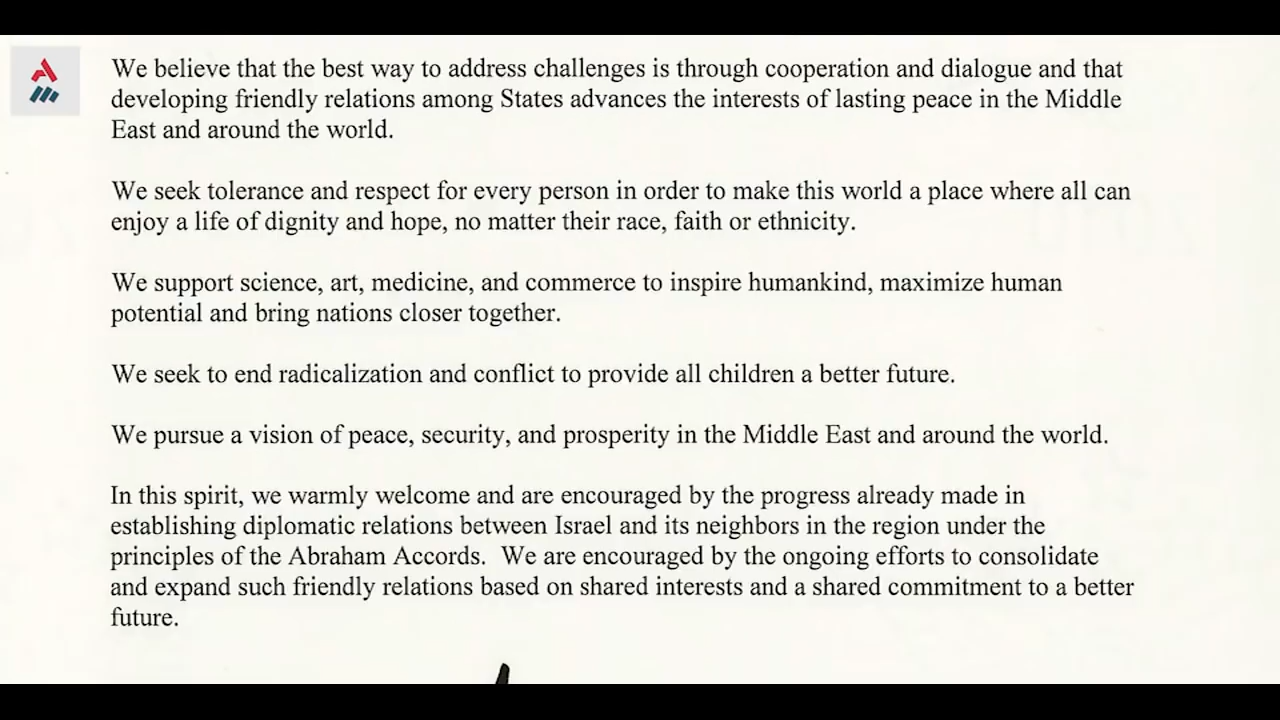 We believe that the best way to address challenges is through cooperation and dialogue and that
developing friendly relations among States advances the interests of lasting peace in the Middle
East and around the world.
We seek tolerance and respect for every person in order to make this world a place where all can
enjoy a life of dignity and hope, no matter their race, faith or ethnicity.
We support science, art, medicine, and commerce to inspire humankind, maximize human
potential and bring nations closer together.
We seek to end radicalization and conflict to provide all children a better future.
We pursue a vision of peace, security, and prosperity in the Middle East and around the world.
In this spirit, we warmly welcome and are encouraged by the progress already made in
establishing diplomatic relations between Israel and its neighbors in the region under the
principles of the Abraham Accords.  We are encouraged by the ongoing efforts to consolidate
and expand such friendly relations based on shared interests and a shared commitment to a better
future.